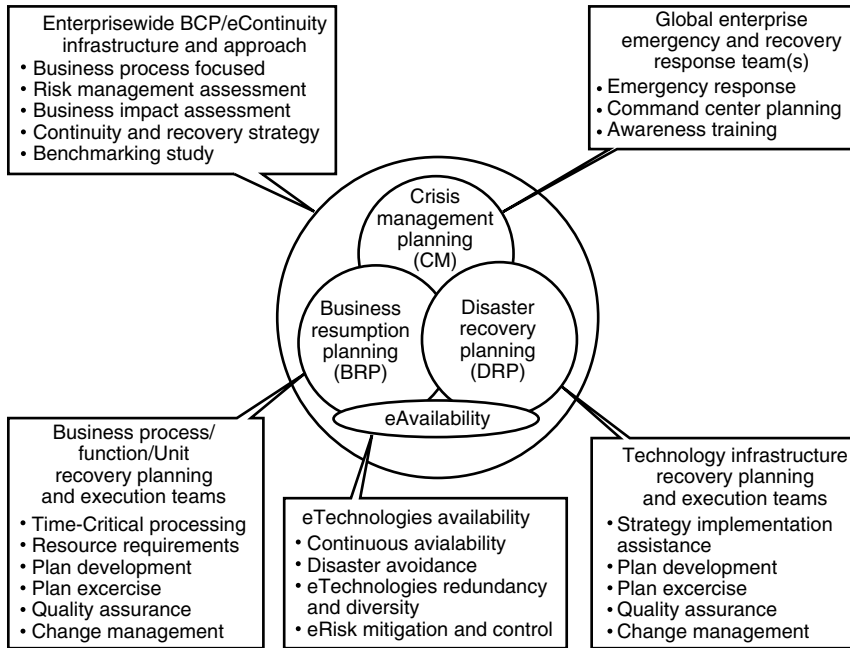 Enterprisewide BCP/eContinuity
infrastructure and approach
• Business process focused
• Risk management assessment
• Business impact assessment
• Continuity and recovery strategy
• Benchmarking study
Global enterprise
emergency and recovery
response team(s)
• Emergency response
• Command center planning
• Awareness training
Crisis
management
planning
(CM)
Business
resumption
planning
(BRP)
Disaster
recovery
planning
(DRP)
eAvailability
Business process/
function/Unit
recovery planning
and execution teams
• Time-Critical processing
• Resource requirements
• Plan development
• Plan excercise
• Quality assurance
• Change management
eTechnologies availability
• Continuous avialability
• Disaster avoidance
• eTechnologies redundancy
and diversity
• eRisk mitigation and control
Technology infrastructure
recovery planning
and execution teams
• Strategy implementation
assistance
• Plan development
• Plan excercise
• Quality assurance
• Change management